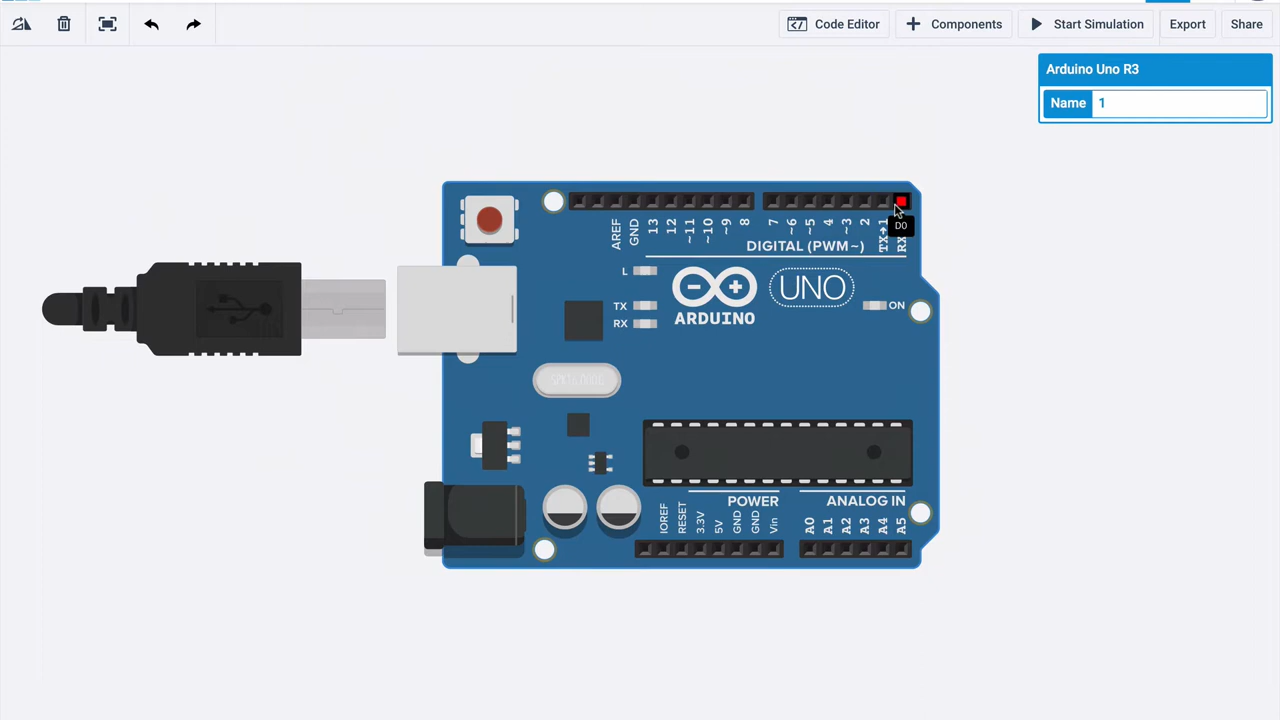 Code Editor
Components
Start Simulation
Export
Share
Arduino Uno R3
Name 1
AREF
GND
13
12
~11
~10
~9
8
7
~6
~5
4
~3
2
TX→1
RX
D0
DIGITAL (PWM~)
L
TX
RX
ARDUINO
UNO
ON
POWER
ANALOG IN
IOREF
RESET
3.3V
5V
GND
GND
Vin
A0
A1
A2
A3
A4
A5